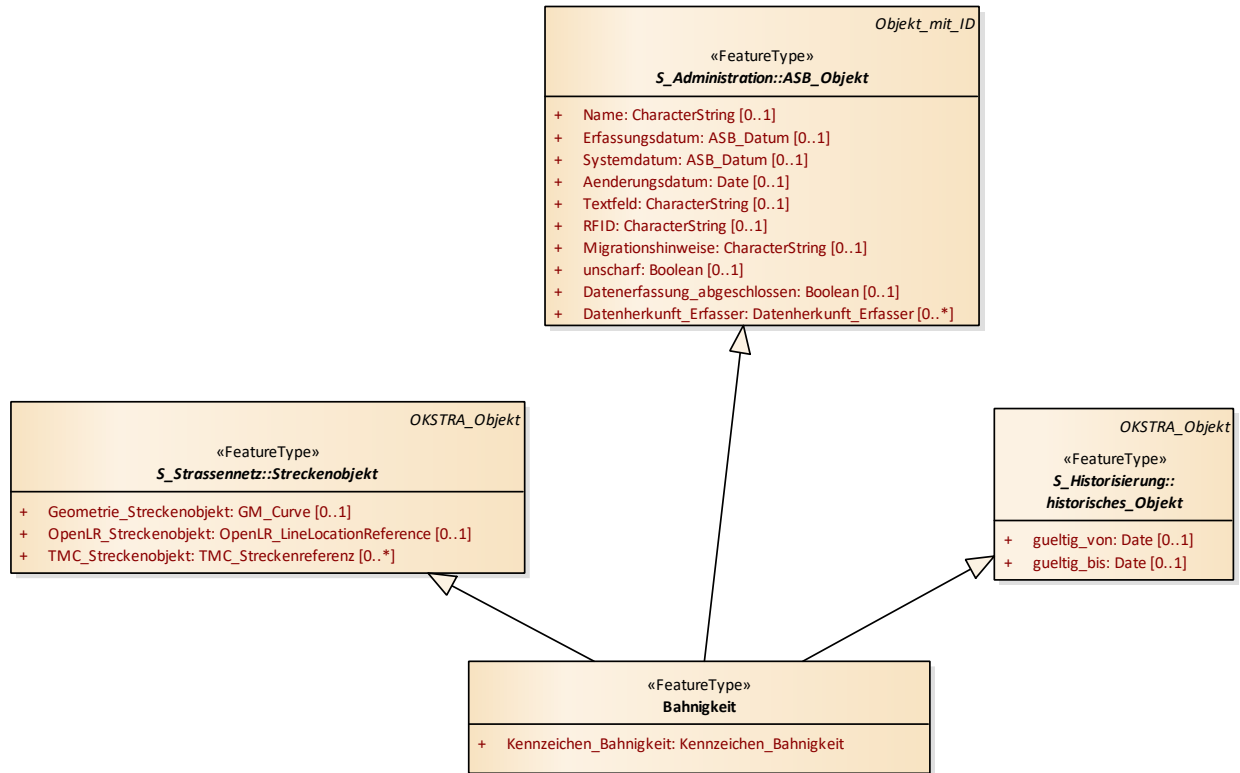 Objekt_mit_ID
«FeatureType»
S_Administration::ASB_Objekt
+ Name: CharacterString [0..1]
+ Erfassungsdatum: ASB_Datum [0..1]
+ Systemdatum: ASB_Datum [0..1]
+ Aenderungsdatum: Date [0..1]
+ Textfeld: CharacterString [0..1]
+ RFID: CharacterString [0..1]
+ Migrationshinweise: CharacterString [0..1]
+ unscharf: Boolean [0..1]
+ Datenerfassung_abgeschlossen: Boolean [0..1]
+ Datenherkunft_Erfasser: Datenherkunft_Erfasser [0..*]
OKSTRA_Objekt
«FeatureType»
S_Strassennetz::Streckenobjekt
+ Geometrie_Streckenobjekt: GM_Curve [0..1]
+ OpenLR_Streckenobjekt: OpenLR_LineLocationReference [0..1]
+ TMC_Streckenobjekt: TMC_Streckenreferenz [0..*]
OKSTRA_Objekt
«FeatureType»
S_Historisierung::
historisches_Objekt
+ gueltig_von: Date [0..1]
+ gueltig_bis: Date [0..1]
«FeatureType»
Bahnigkeit
+ Kennzeichen_Bahnigkeit: Kennzeichen_Bahnigkeit